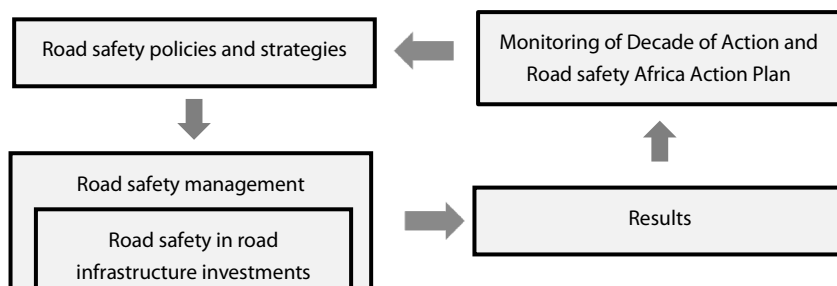 Road safety policies and strategies
Monitoring of Decade of Action and
Road safety Africa Action Plan
Road safety management
Road safety in road
infrastructure investments
Results